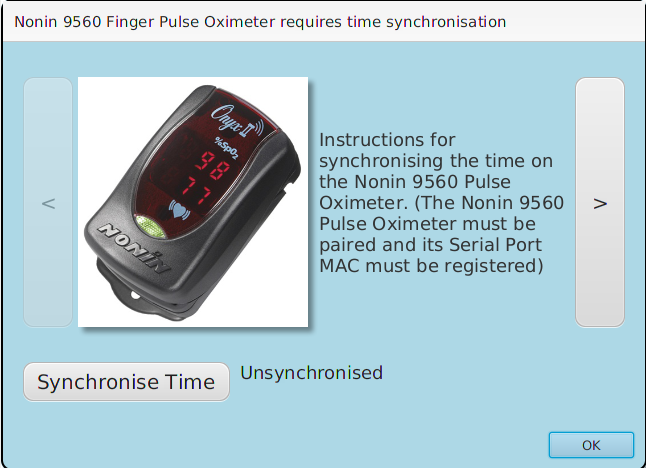 Nonin 9560 Finger Pulse Oximeter requires time synchronisation
<
Onyx II
%SpO2
98
77
NONIN
Instructions for
synchronising the time on
the Nonin 9560 Pulse
Oximeter. (The Nonin 9560
Pulse Oximeter must be
paired and its Serial Port
MAC must be registered)
>
Synchronise Time
Unsynchronised
OK